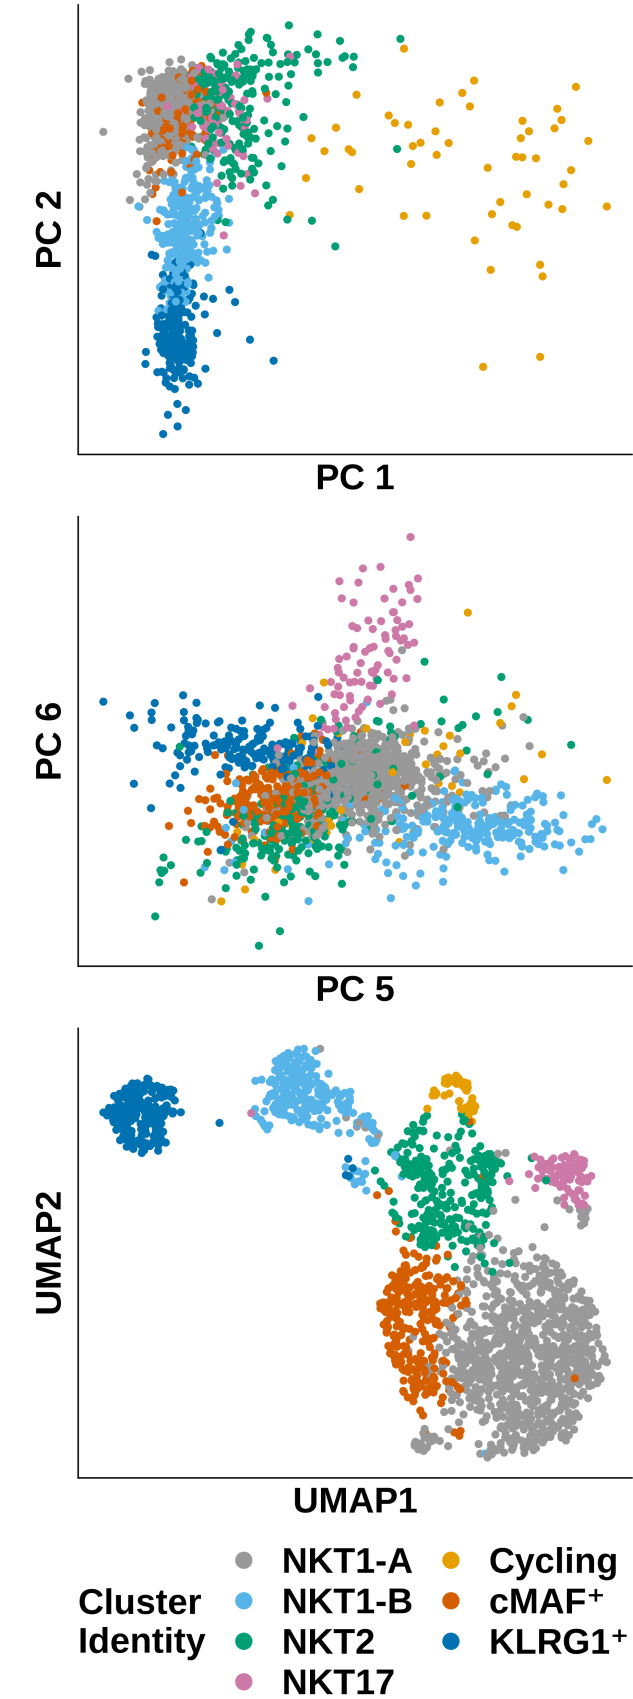 PC 2
PC 1
PC 6
PC 5
UMAP2
UMAP1
Cluster
Identity
NKT1-A
NKT1-B
NKT2
NKT17
Cycling
cMAF⁺
KLRG1⁺